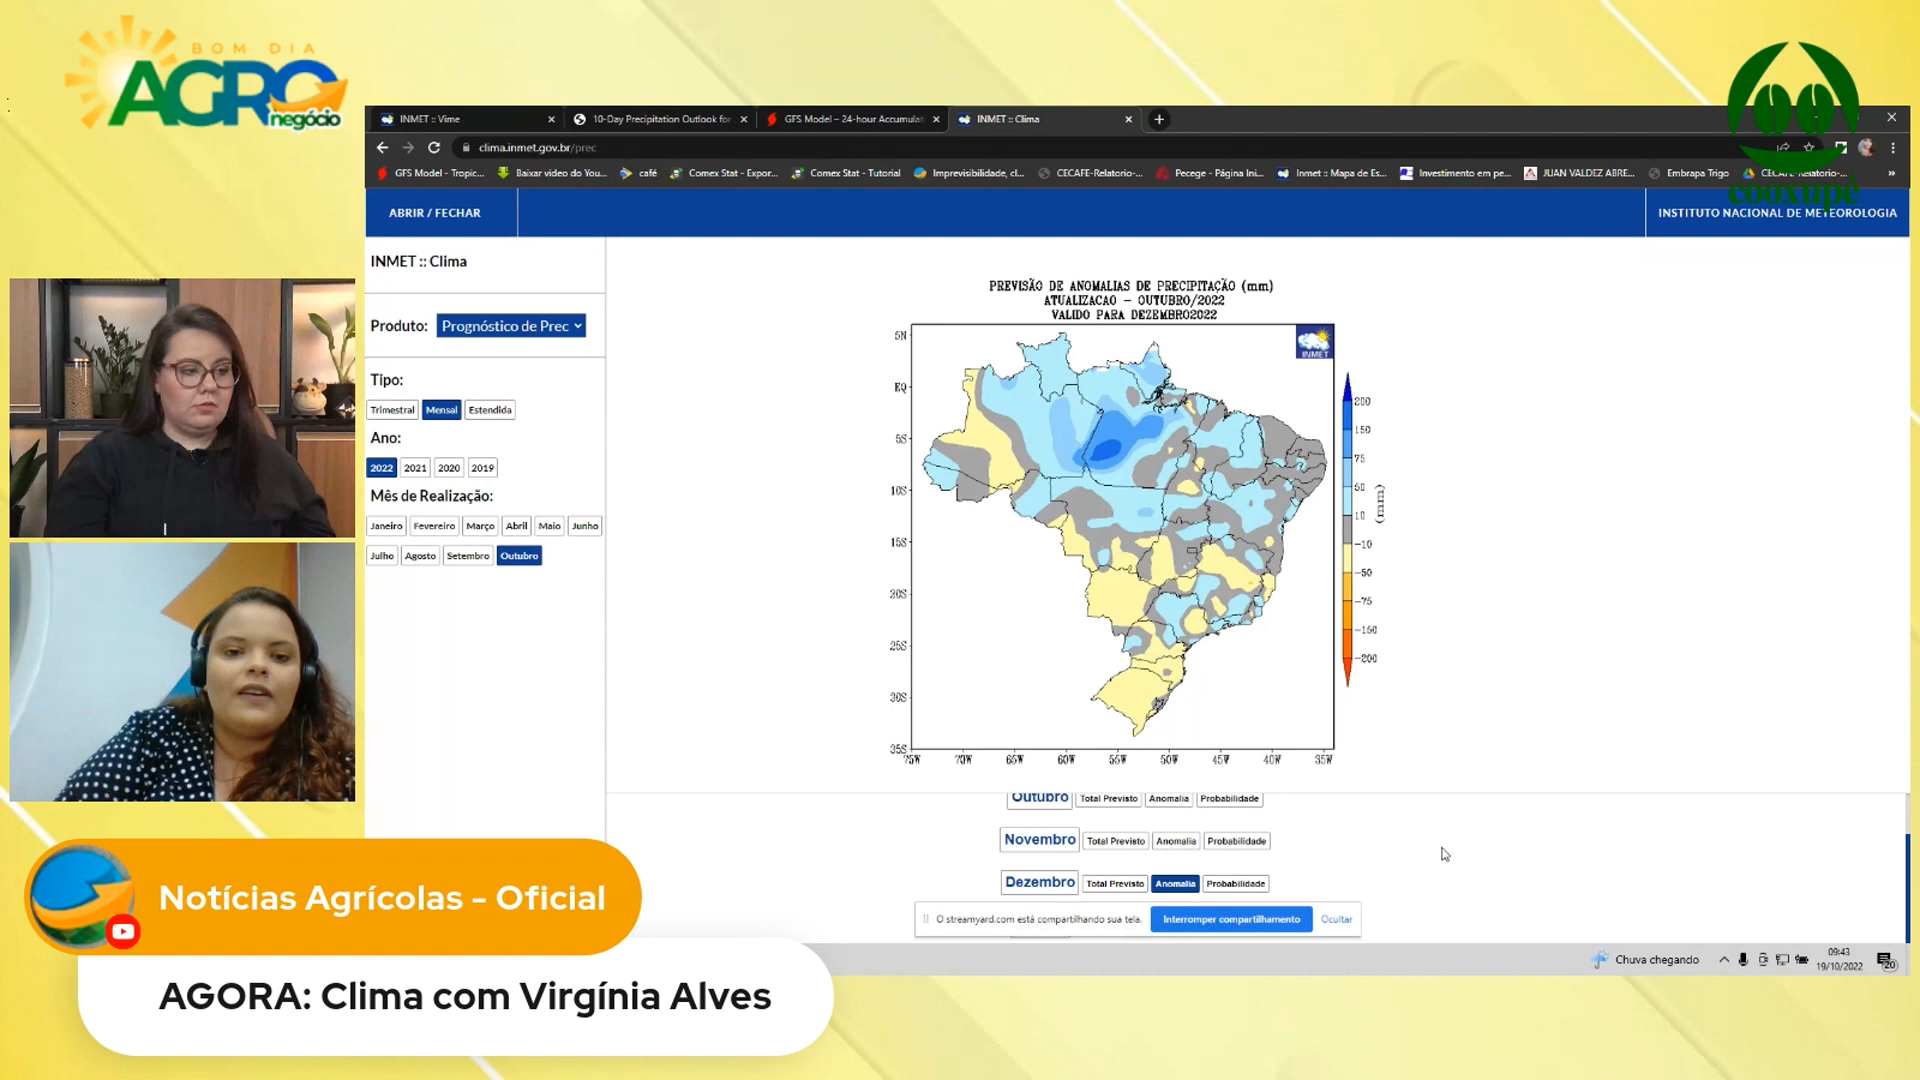 BOM DIA
AGRO
negócio
INMET :: Vime
10-Day Precipitation Outlook for
GFS Model – 24-hour Accumulat
INMET :: Clima
clima.inmet.gov.br/prec
GFS Model - Tropic...
Baixar video do You...
café
Comex Stat - Expor...
Comex Stat - Tutorial
Imprevisibilidade, cl...
CECAFE-Relatorio-...
Pecege - Página Ini...
Inmet :: Mapa de Es...
Investimento em pe...
JUAN VALDEZ ABRE...
Embrapa Trigo
CECAFE-Relatorio-...
»
cooxupé
ABRIR / FECHAR
INSTITUTO NACIONAL DE METEOROLOGIA
INMET :: Clima
Produto: Prognóstico de Prec
Tipo:
Trimestral Mensal Estendida
Ano:
2022 2021 2020 2019
Mês de Realização:
Janeiro Fevereiro Março Abril Maio Junho
Julho Agosto Setembro Outubro
PREVISÃO DE ANOMALIAS DE PRECIPITAÇÃO (mm)
ATUALIZACAO – OUTUBRO/2022
VALIDO PARA DEZEMBRO2022
INMET
5N
EQ
5S
10S
15S
20S
25S
30S
35S
75W 70W 65W 60W 55W 50W 45W 40W 35W
200
150
75
50
10
-10
-50
-75
-150
-200
(mm)
Outubro Total Previsto Anomalia Probabilidade
Novembro Total Previsto Anomalia Probabilidade
Dezembro Total Previsto Anomalia Probabilidade
O streamyard.com está compartilhando sua tela. Interromper compartilhamento Ocultar
Chuva chegando
09:43
19/10/2022
20
Notícias Agrícolas - Oficial
AGORA: Clima com Virgínia Alves